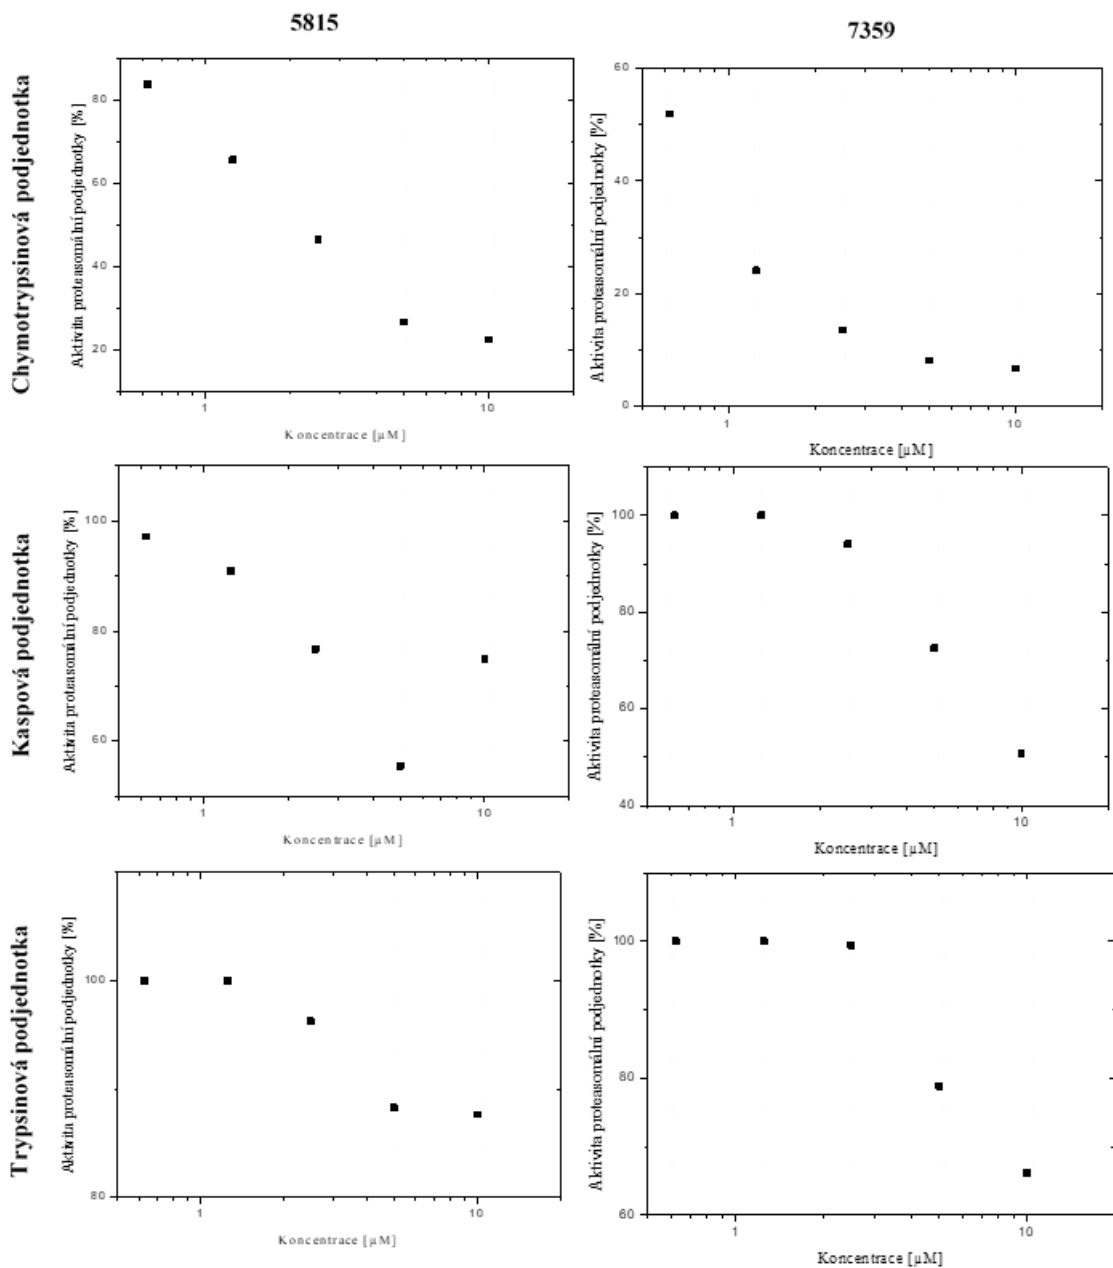 5815
7359
Chymotrypsinová podjednotka
Aktivita proteasomální podjednotky [%]
80
60
40
20
1
10
Koncentrace [µM]
Aktivita proteasomální podjednotky [%]
60
40
20
0
1
10
Koncentrace [µM]
Kaspová podjednotka
Aktivita proteasomální podjednotky [%]
100
80
60
1
10
Koncentrace [µM]
Aktivita proteasomální podjednotky [%]
100
80
60
40
1
10
Koncentrace [µM]
Trypsinová podjednotka
Aktivita proteasomální podjednotky [%]
100
80
1
10
Koncentrace [µM]
Aktivita proteasomální podjednotky [%]
100
80
60
1
10
Koncentrace [µM]